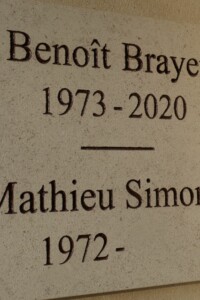 Benoît Braye
1973 - 2020
Mathieu Simon
1972 -